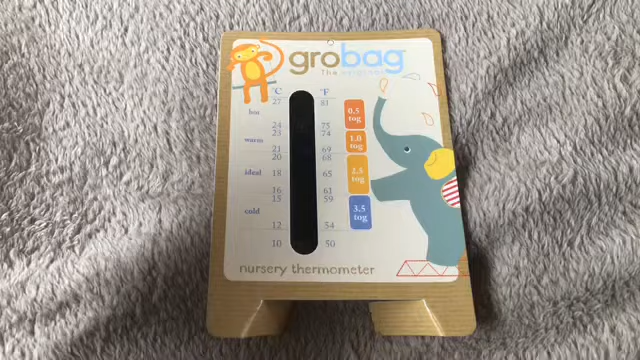 grobag
The original
°C °F
27 81
hot
0.5
tog
24 75
23 74
warm
1.0
tog
21 69
20 68
ideal 18 65
2.5
tog
16 61
15 59
cold
3.5
tog
12 54
10 50
nursery thermometer